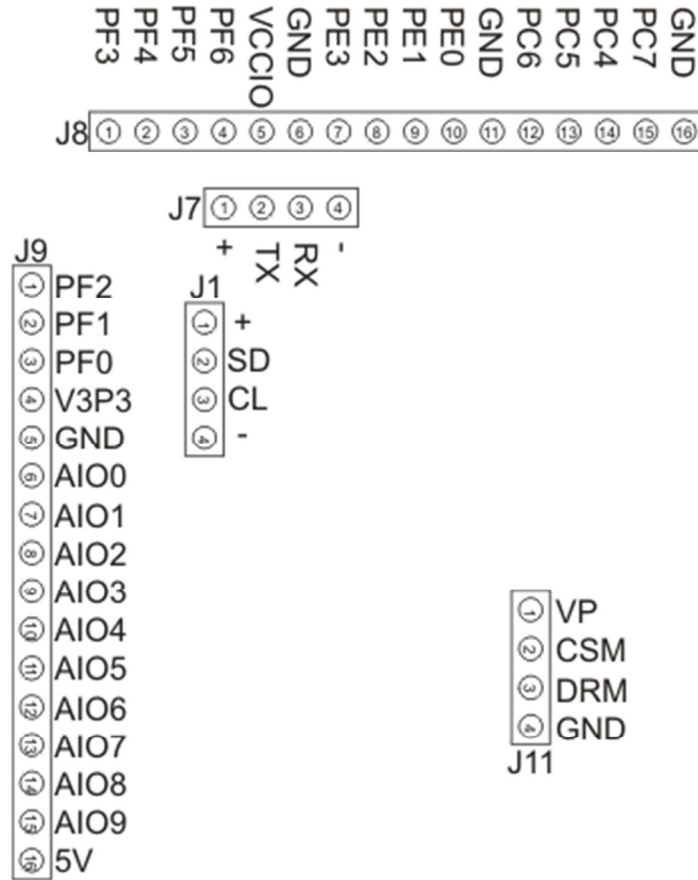 PF3 PF4 PF5 PF6 VCCIO GND PE3 PE2 PE1 PE0 GND PC6 PC5 PC4 PC7 GND
J8 1 2 3 4 5 6 7 8 9 10 11 12 13 14 15 16
J7 1 2 3 4
+ TX RX -
J9
1 PF2
2 PF1
3 PF0
4 V3P3
5 GND
6 AIO0
7 AIO1
8 AIO2
9 AIO3
10 AIO4
11 AIO5
12 AIO6
13 AIO7
14 AIO8
15 AIO9
16 5V
J1
1 +
2 SD
3 CL
4 -
1 VP
2 CSM
3 DRM
4 GND
J11